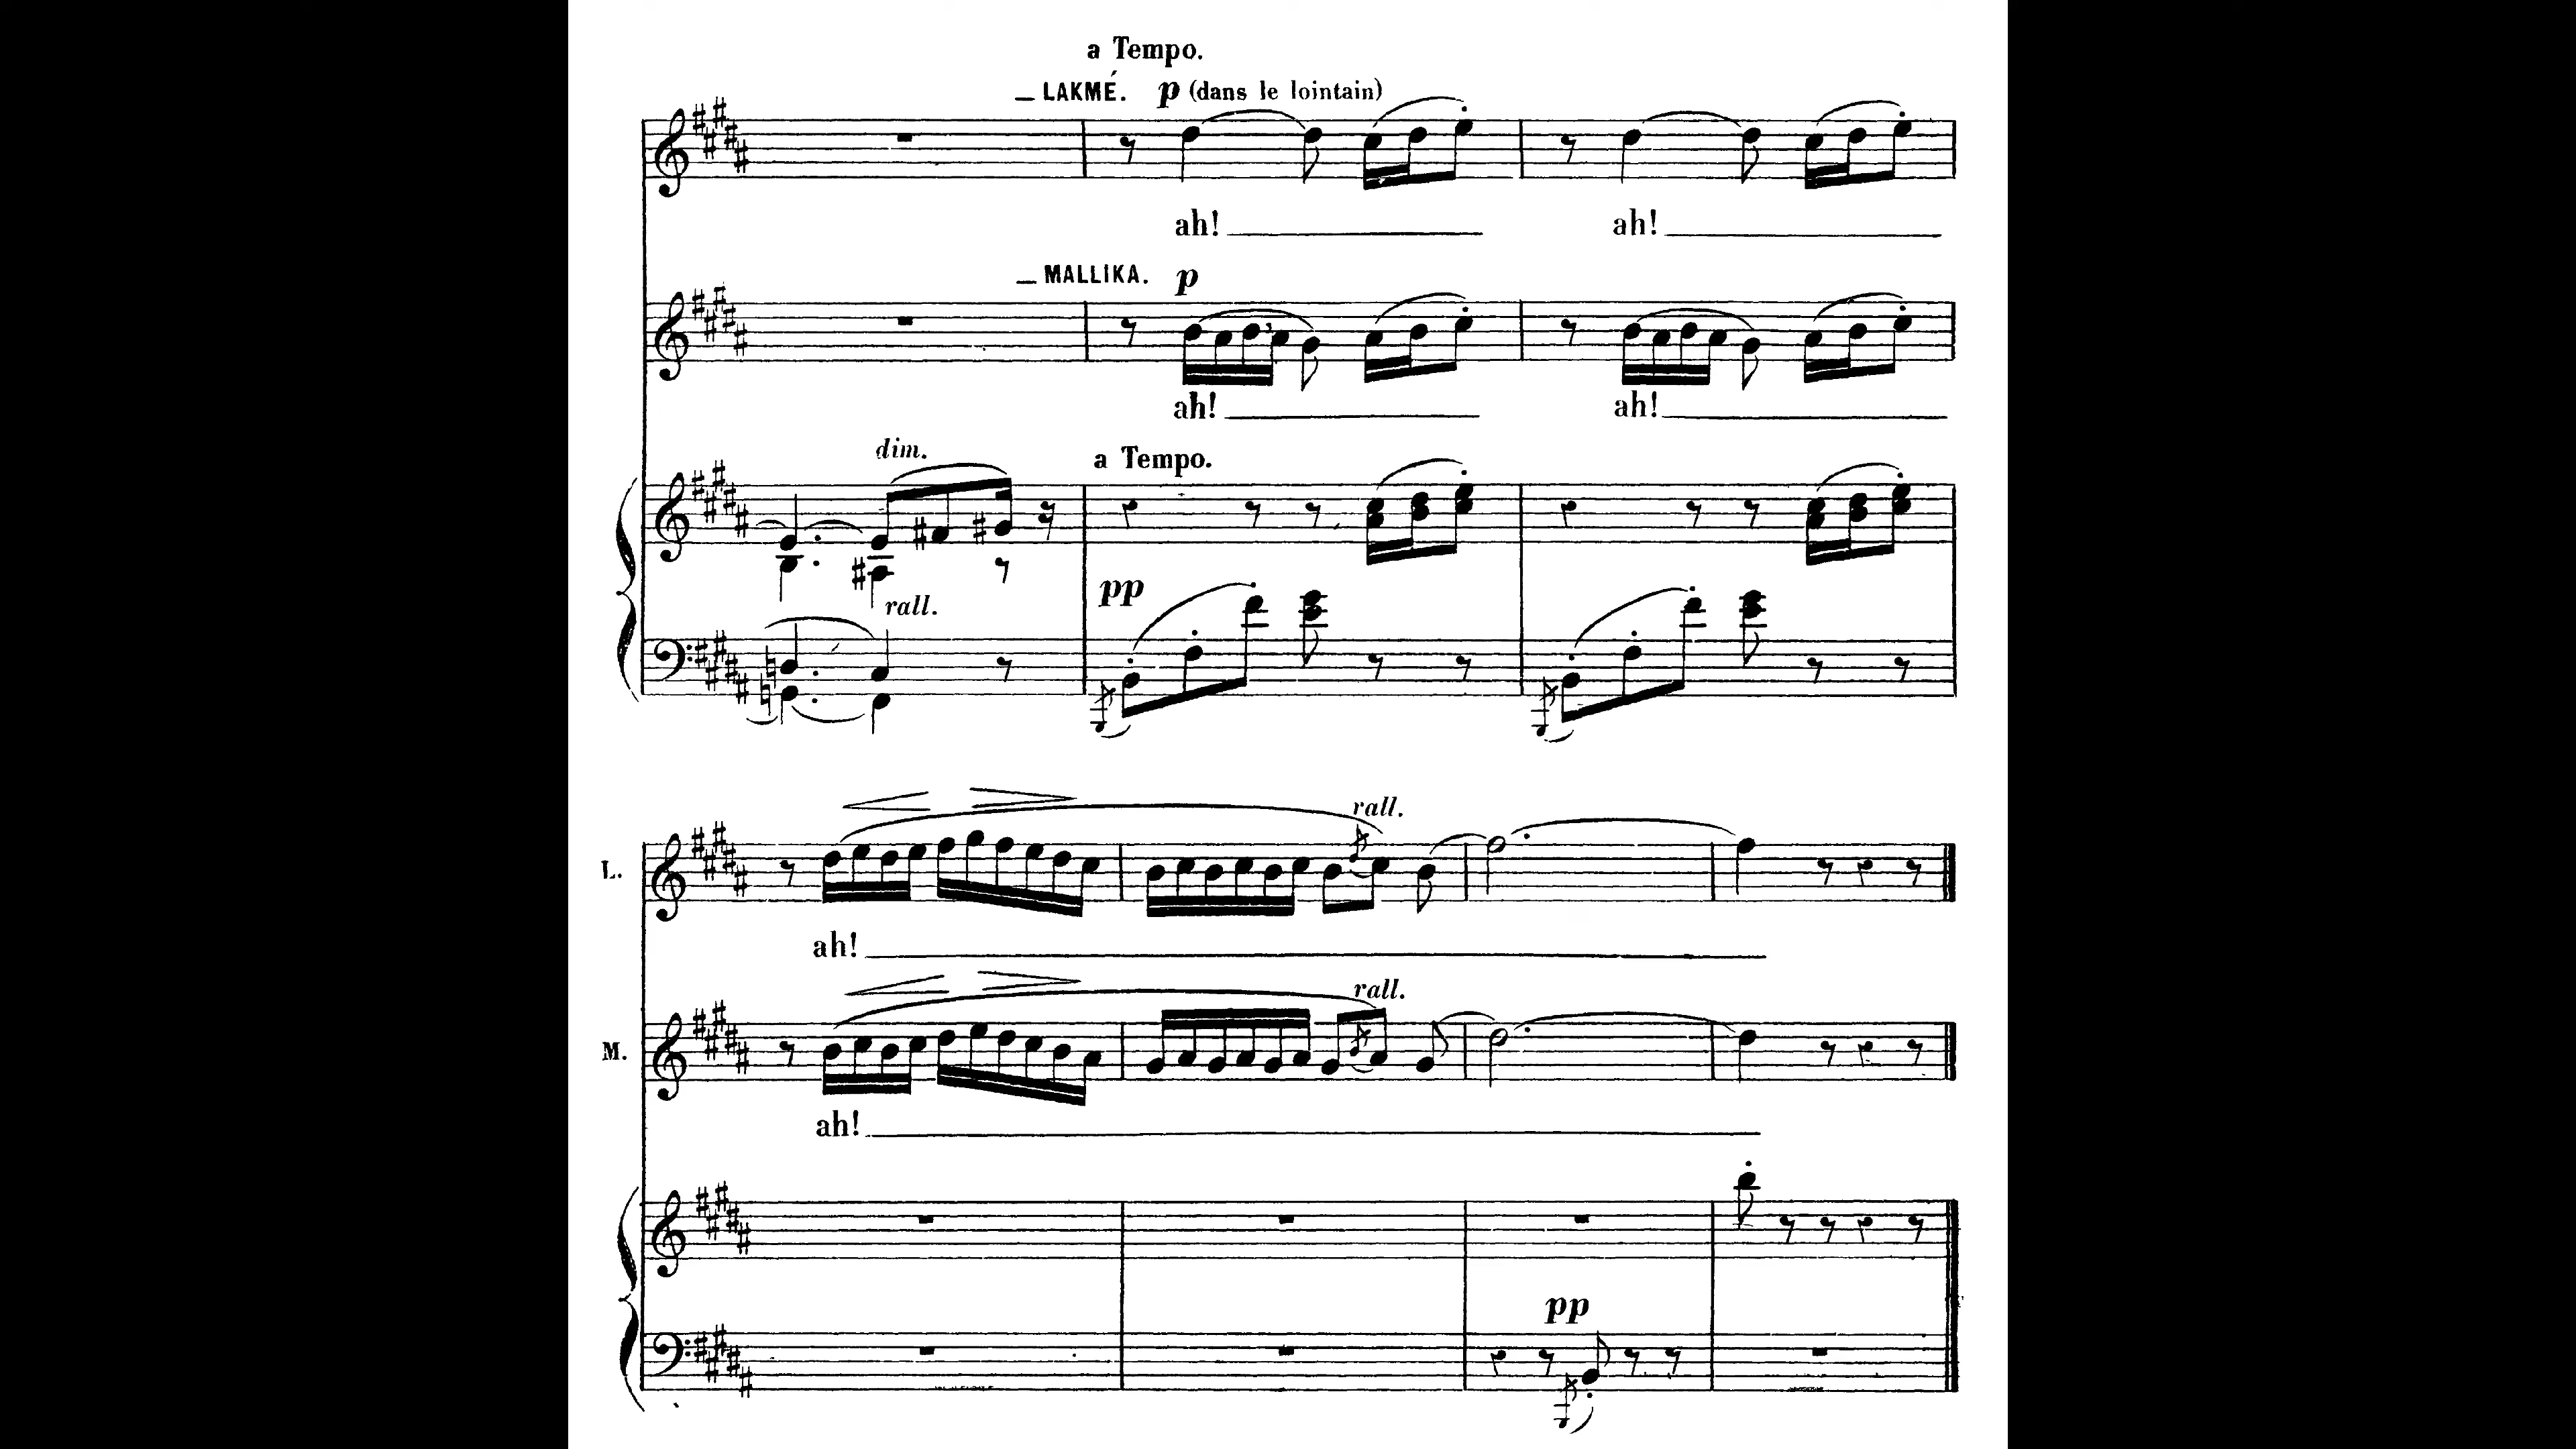 a Tempo.
— LAKMÉ. p (dans le lointain)
ah! ah!
— MALLIKA. p
ah! ah!
dim.
a Tempo.
pp
rall.
rall.
L.
ah!
rall.
M.
ah!
pp